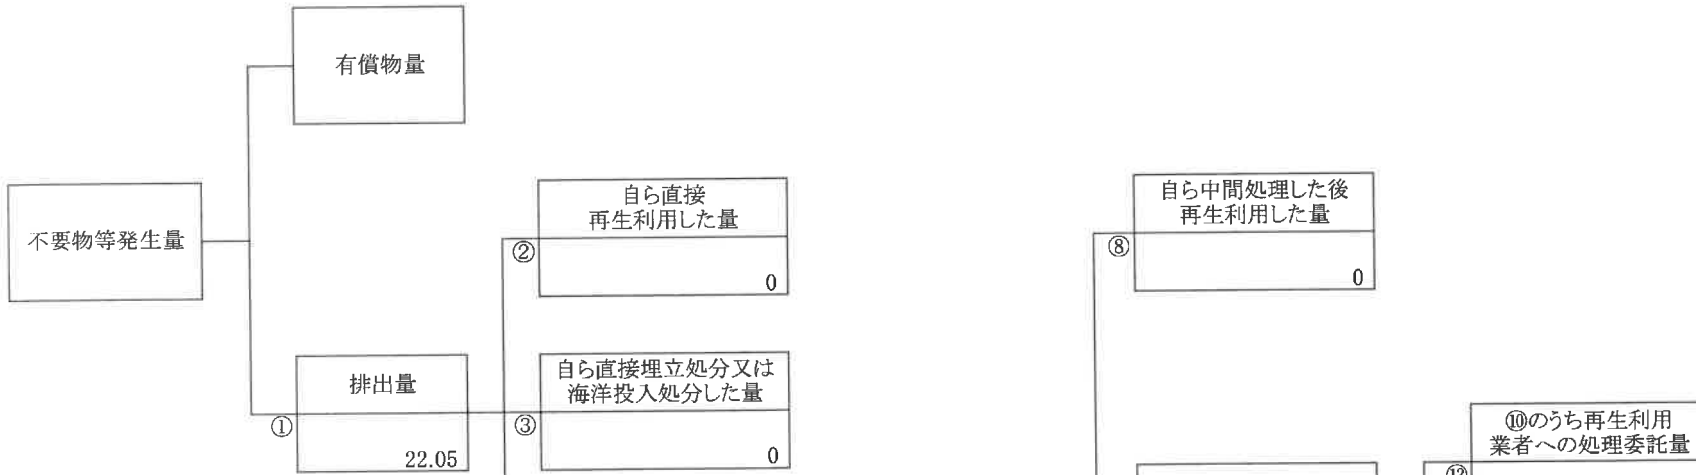 有償物量
不要物等発生量
自ら直接
再生利用した量
②
0
自ら中間処理した後
再生利用した量
⑧
0
排出量
①
22.05
自ら直接埋立処分又は
海洋投入処分した量
③
0
⑩のうち再生利用
業者への処理委託量
⑫